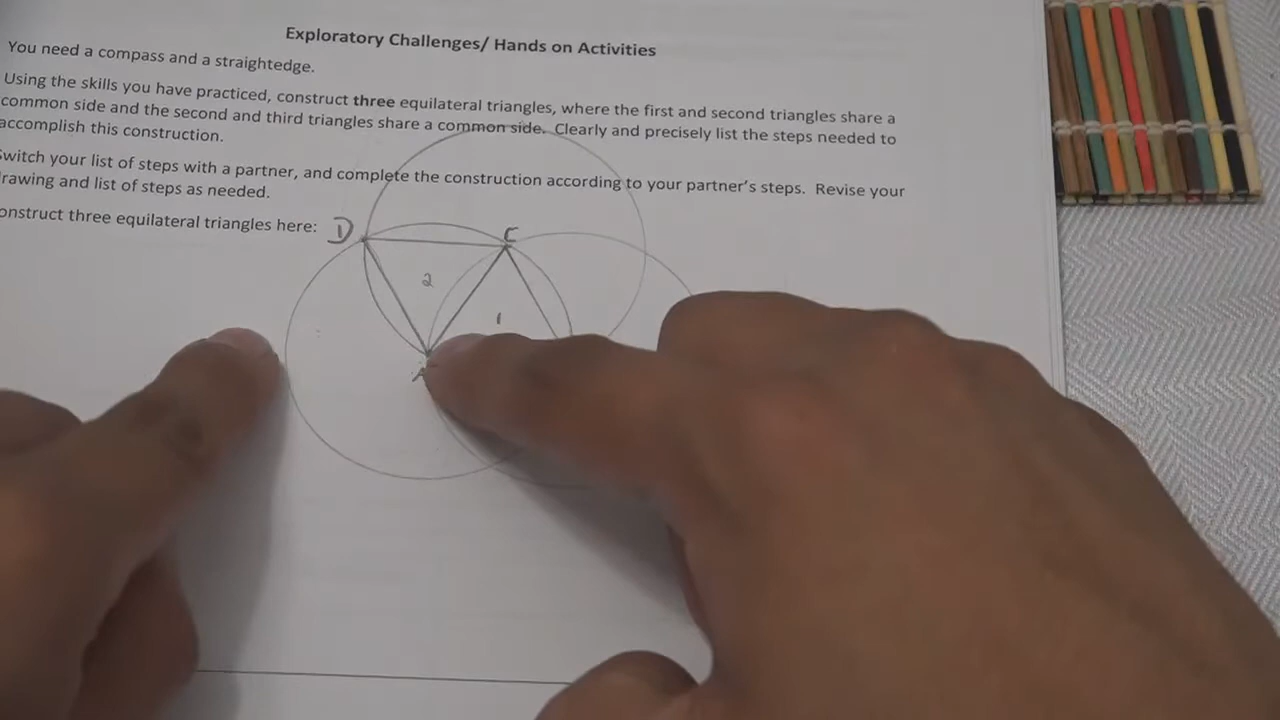 Exploratory Challenges/ Hands on Activities
You need a compass and a straightedge.
Using the skills you have practiced, construct three equilateral triangles, where the first and second triangles share a
common side and the second and third triangles share a common side. Clearly and precisely list the steps needed to
accomplish this construction.
Switch your list of steps with a partner, and complete the construction according to your partner's steps. Revise your
drawing and list of steps as needed.
onstruct three equilateral triangles here:
D
C
2
1
A